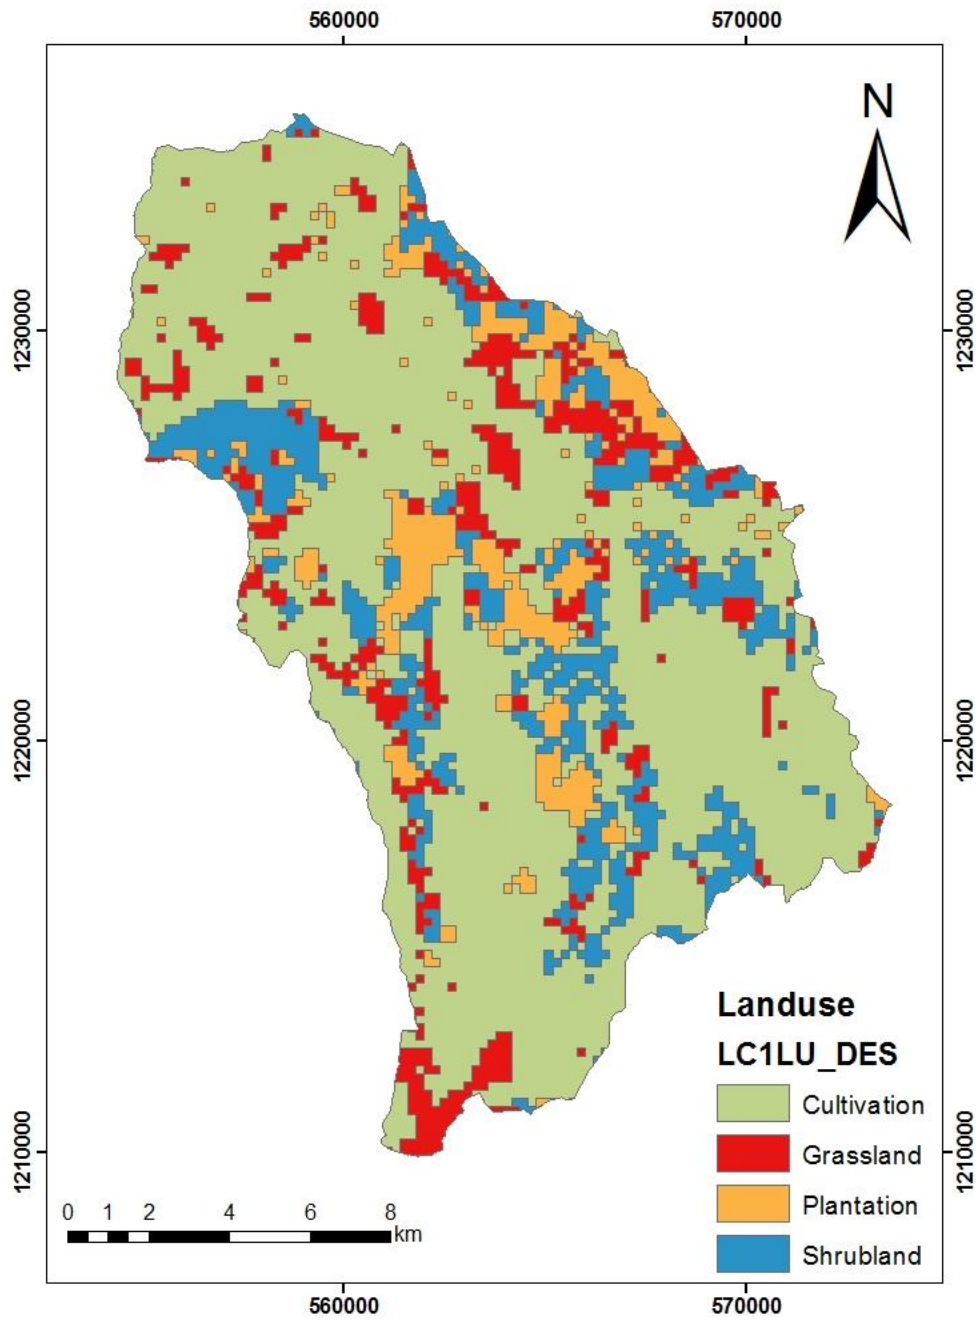 560000 570000
N
1230000 1230000
1220000 1220000
Landuse
LC1LU_DES
Cultivation
Grassland
Plantation
Shrubland
1210000 1210000
0 1 2 4 6 8
km
560000 570000